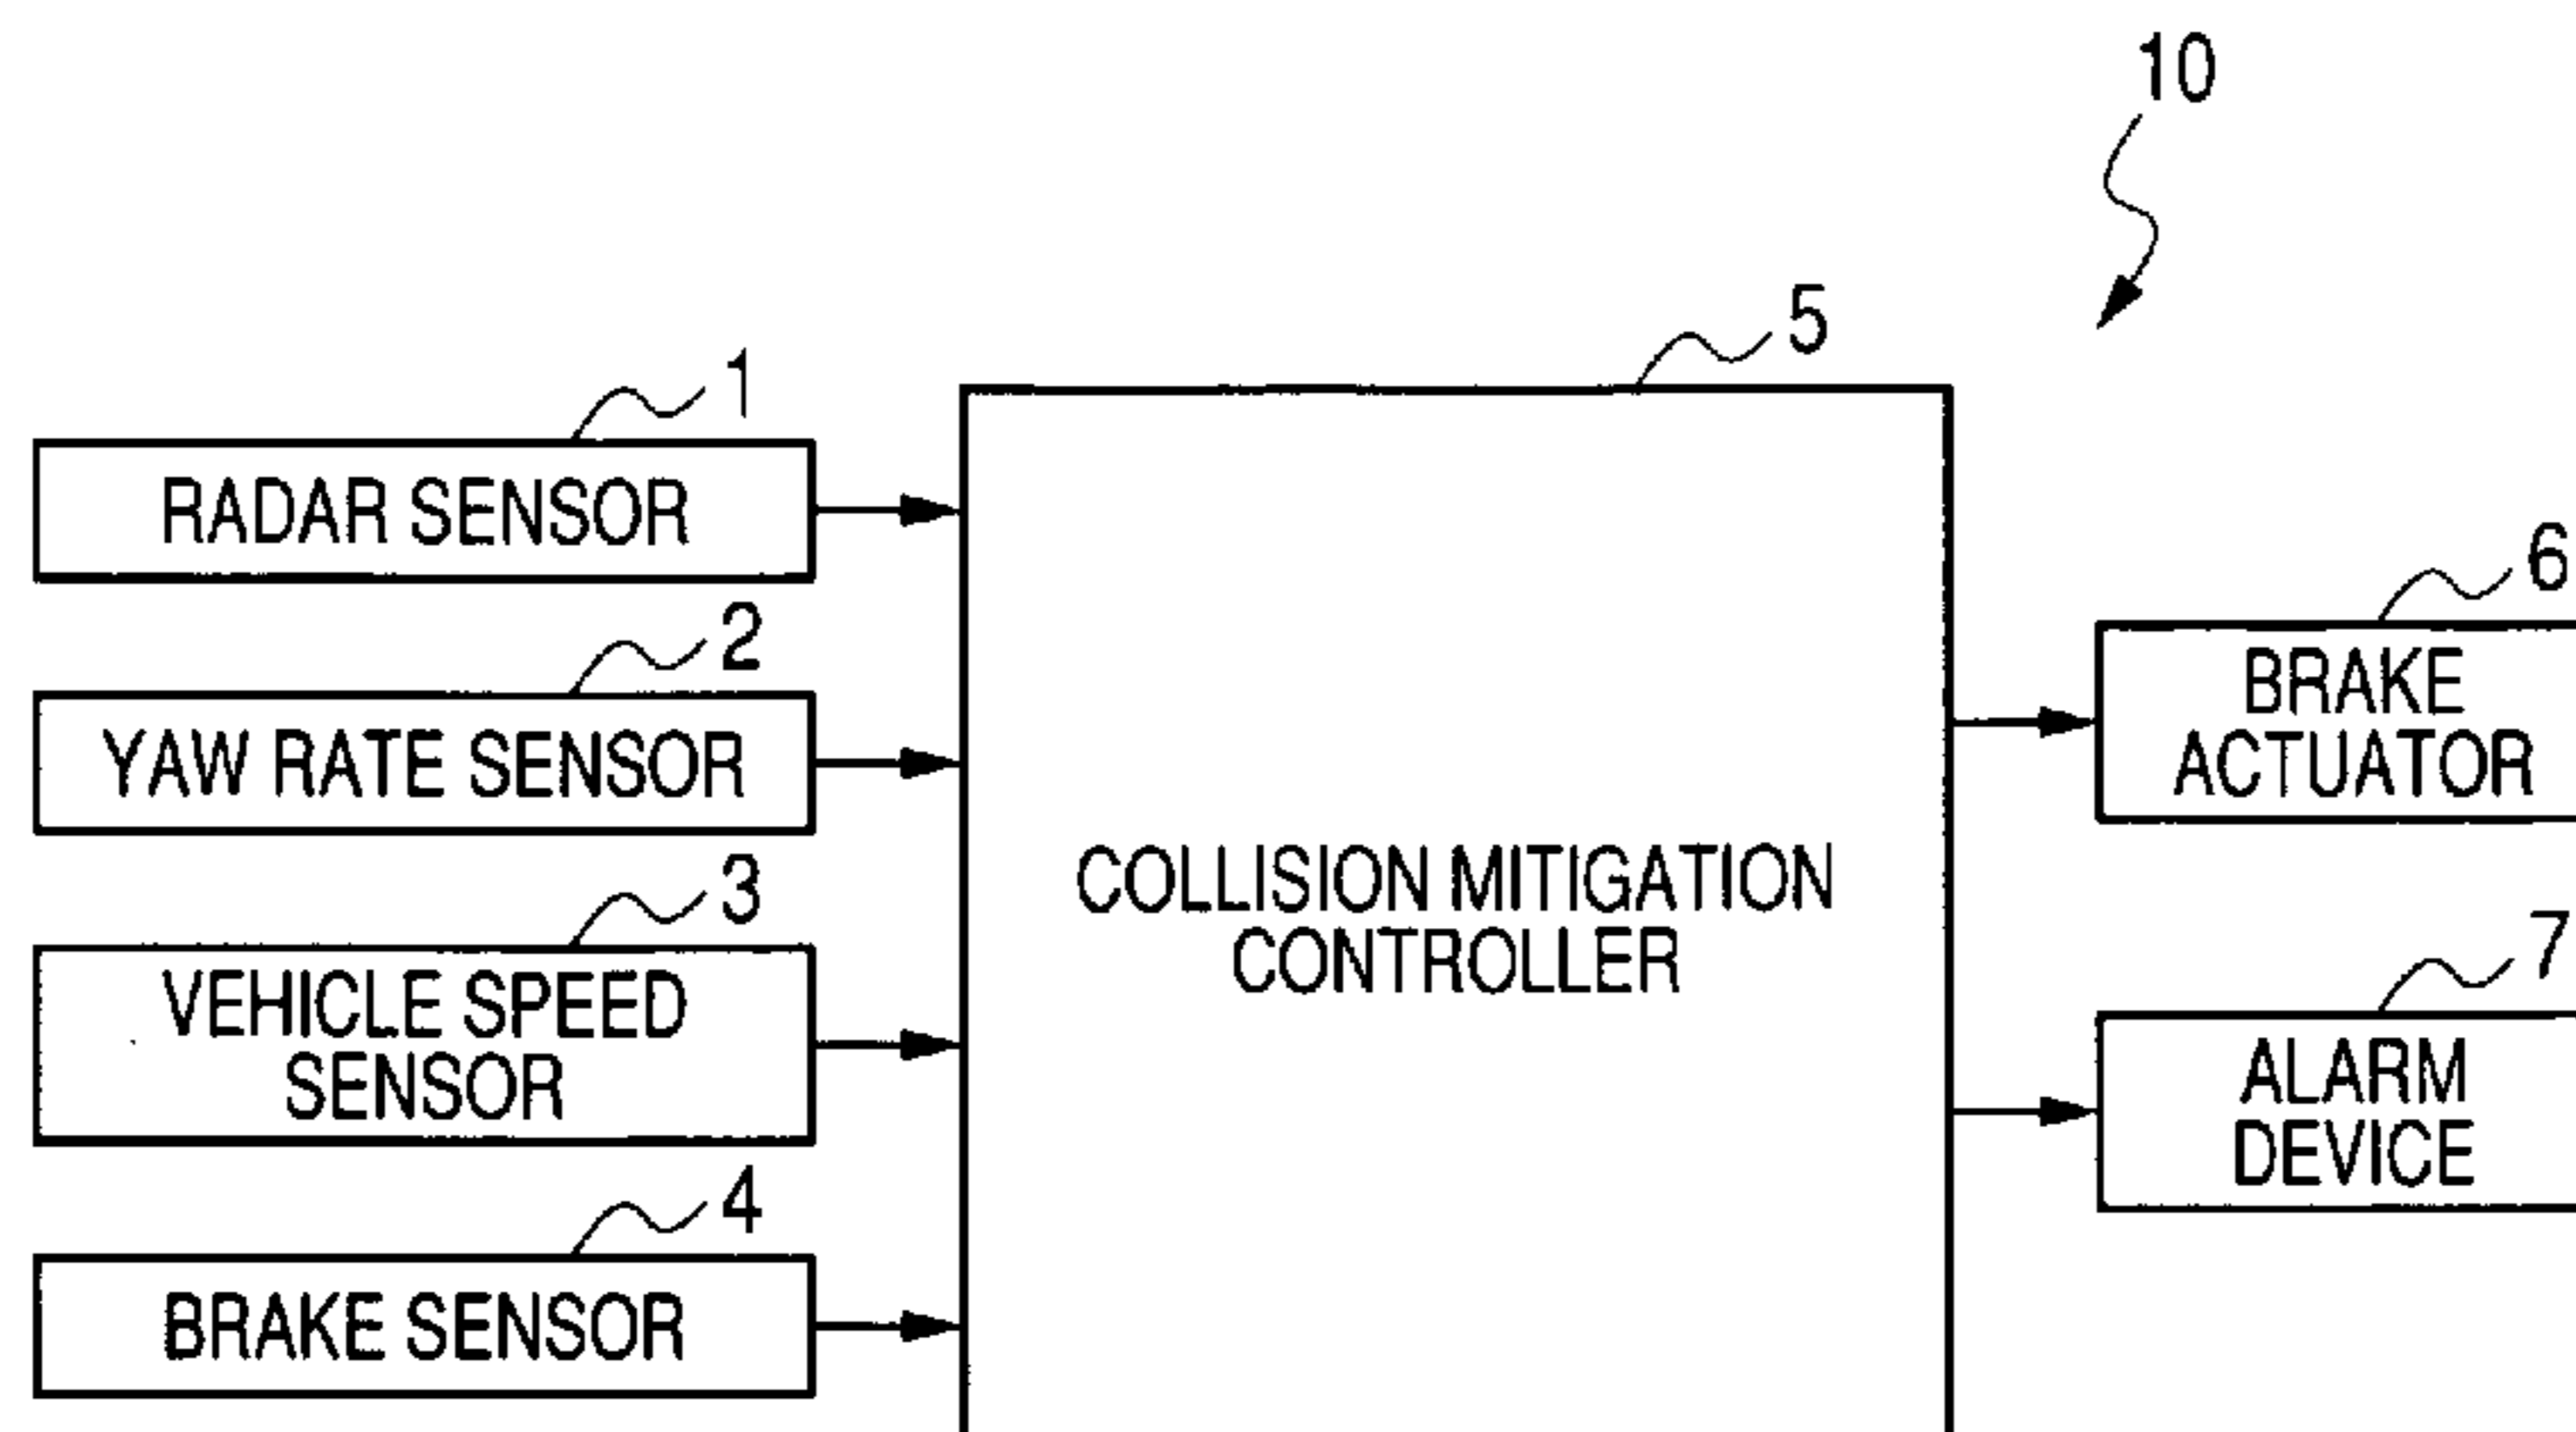 10
5
1
RADAR SENSOR
2
YAW RATE SENSOR
3
VEHICLE SPEED
SENSOR
4
BRAKE SENSOR
COLLISION MITIGATION
CONTROLLER
6
BRAKE
ACTUATOR
7
ALARM
DEVICE